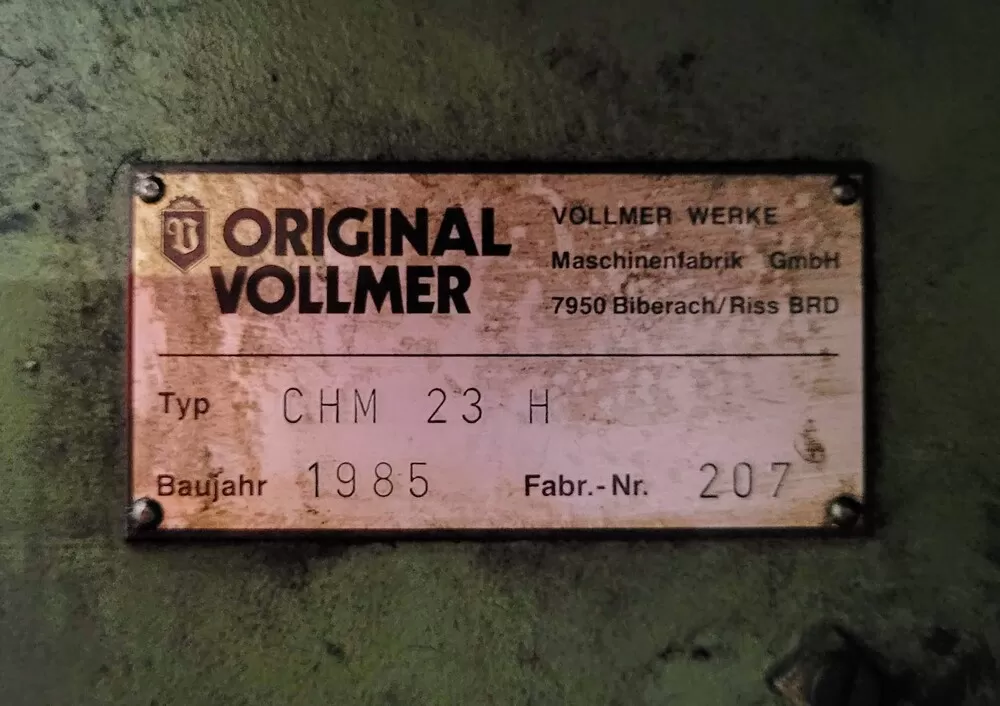 ORIGINAL
VOLLMER
VOLLMER WERKE
Maschinenfabrik GmbH
7950 Biberach/Riss BRD
Typ CHM 23 H
Baujahr 1985 Fabr.-Nr. 207